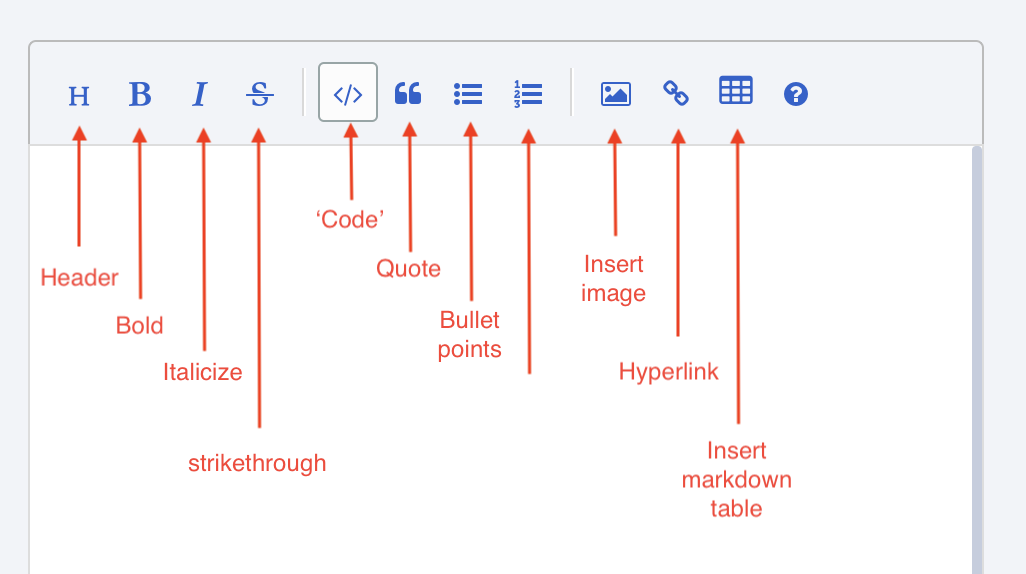 H B I S </> “ 1 2 3 ?
‘Code’
Header
Quote
Insert
image
Bold
Bullet
points
Italicize
Hyperlink
strikethrough
Insert
markdown
table